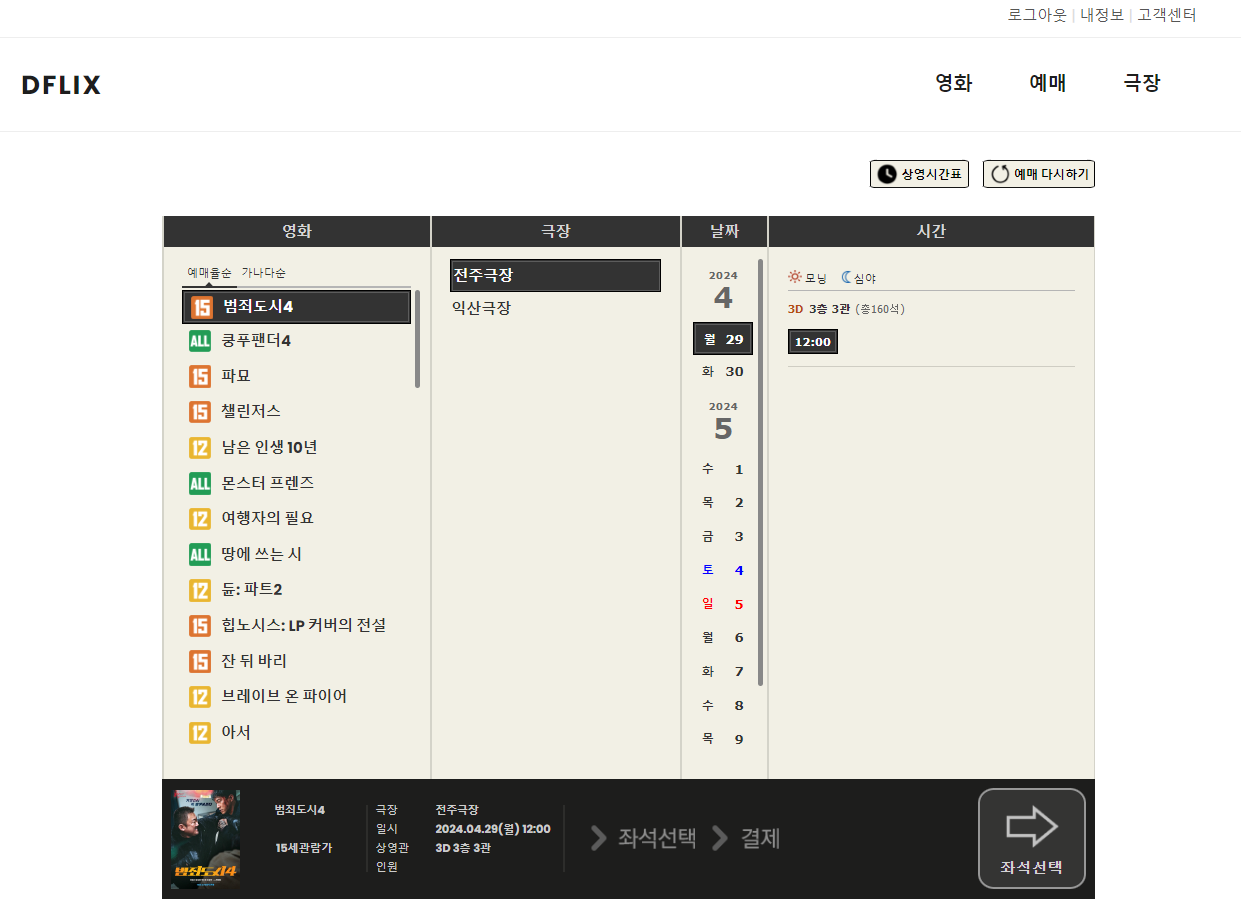 로그아웃 | 내정보 | 고객센터
DFLIX
영화 예매 극장
상영시간표 예매 다시하기
영화 극장 날짜 시간
예매율순 가나다순
15 범죄도시4
ALL 쿵푸팬더4
15 파묘
15 챌린저스
12 남은 인생 10년
ALL 몬스터 프렌즈
12 여행자의 필요
ALL 땅에 쓰는 시
12 듄: 파트2
15 힙노시스: LP 커버의 전설
15 잔 뒤 바리
12 브레이브 온 파이어
12 아서
전주극장
익산극장
2024
4
월 29
화 30
2024
5
수 1
목 2
금 3
토 4
일 5
월 6
화 7
수 8
목 9
모닝 심야
3D 3층 3관 (총160석)
12:00
범죄도시4
범죄도시4
15세관람가
극장 전주극장
일시 2024.04.29(월) 12:00
상영관 3D 3층 3관
인원
좌석선택 결제
좌석선택